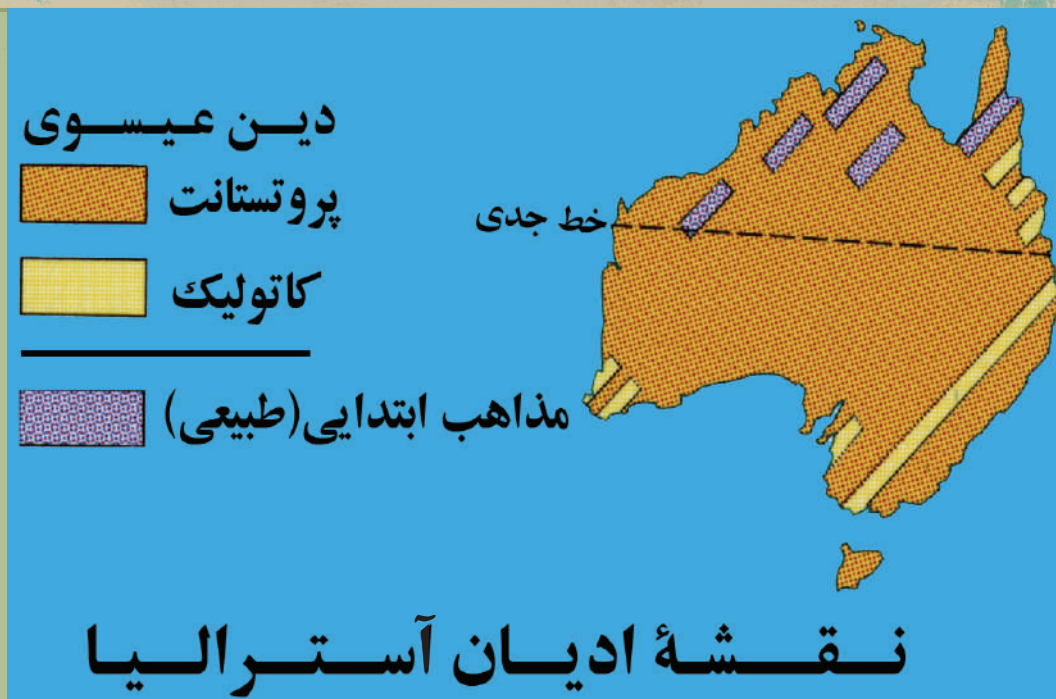 دین عیسوی
پروتستانت
خط جدی
کاتولیک
مذاهب ابتدایی(طبیعی)
نقشهٔ ادیان آسترالیا